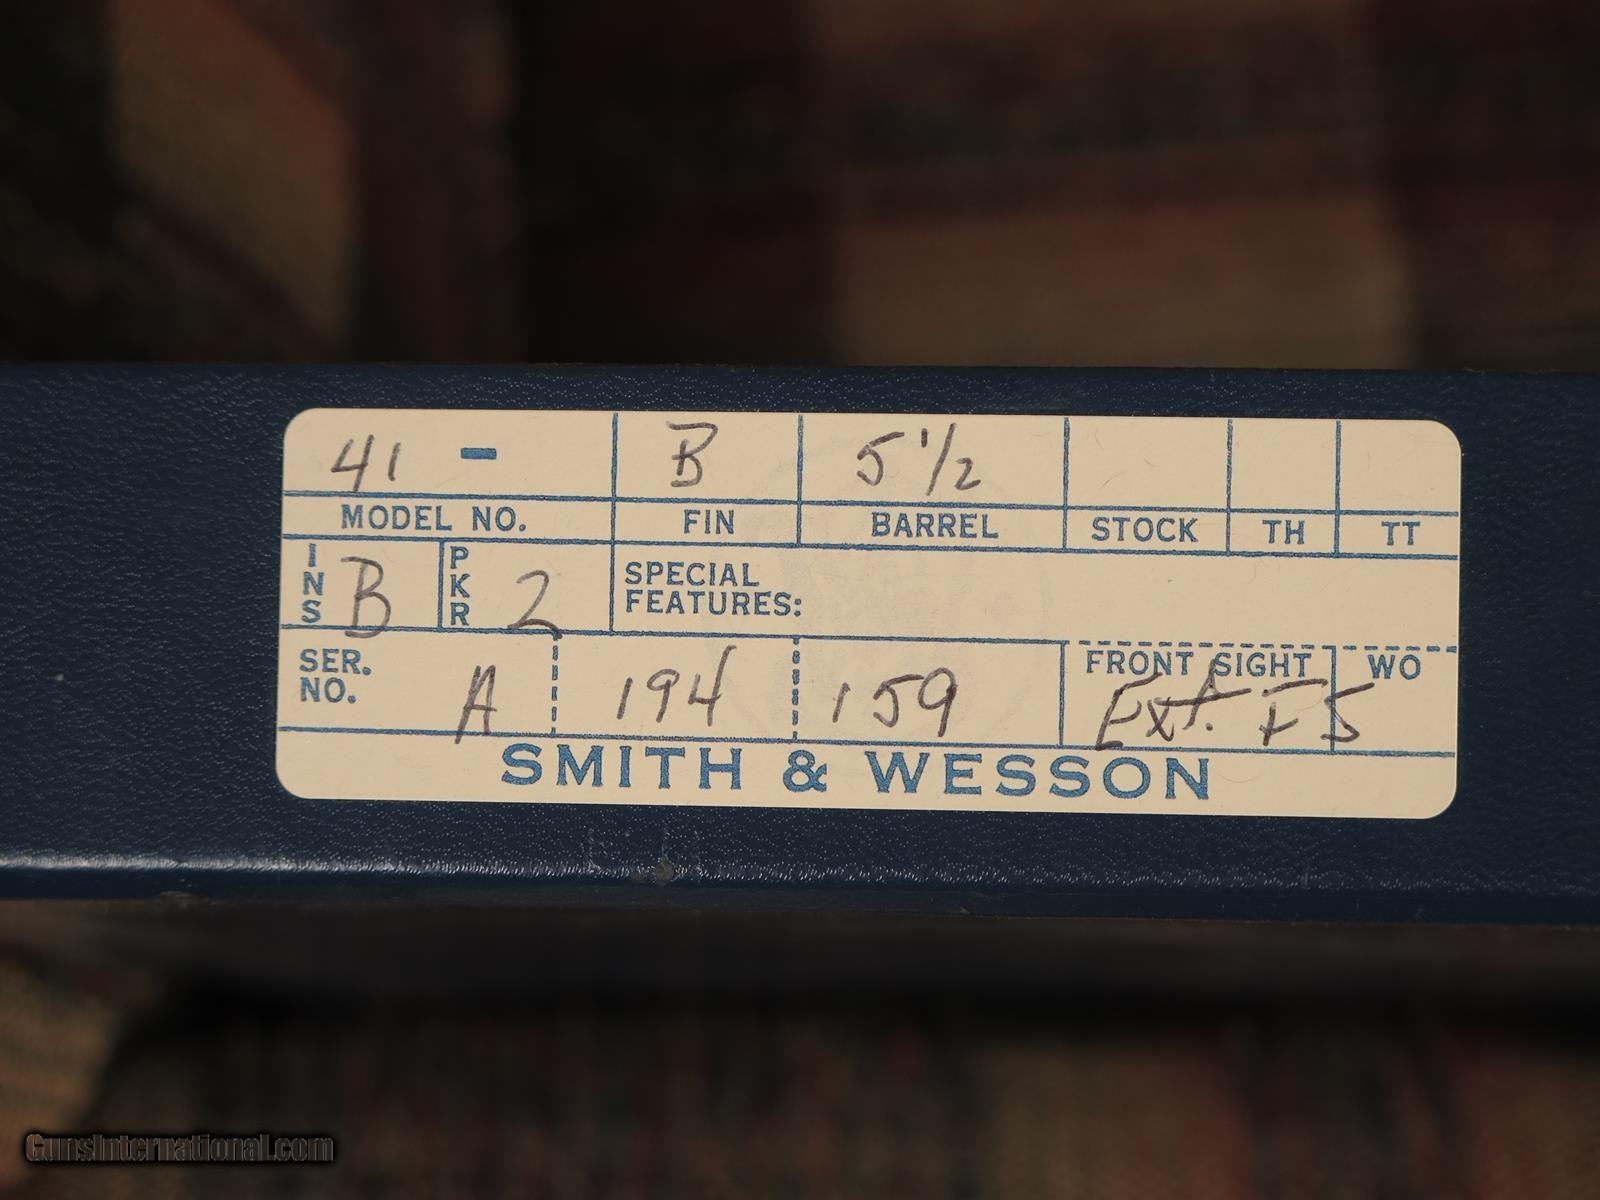 41 - B 5 1/2
MODEL NO. FIN BARREL STOCK TH TT
INS B PKR 2 SPECIAL FEATURES:
SER. NO. A 194 159 FRONT SIGHT Ext. FS WO
SMITH & WESSON
GunsInternational.com